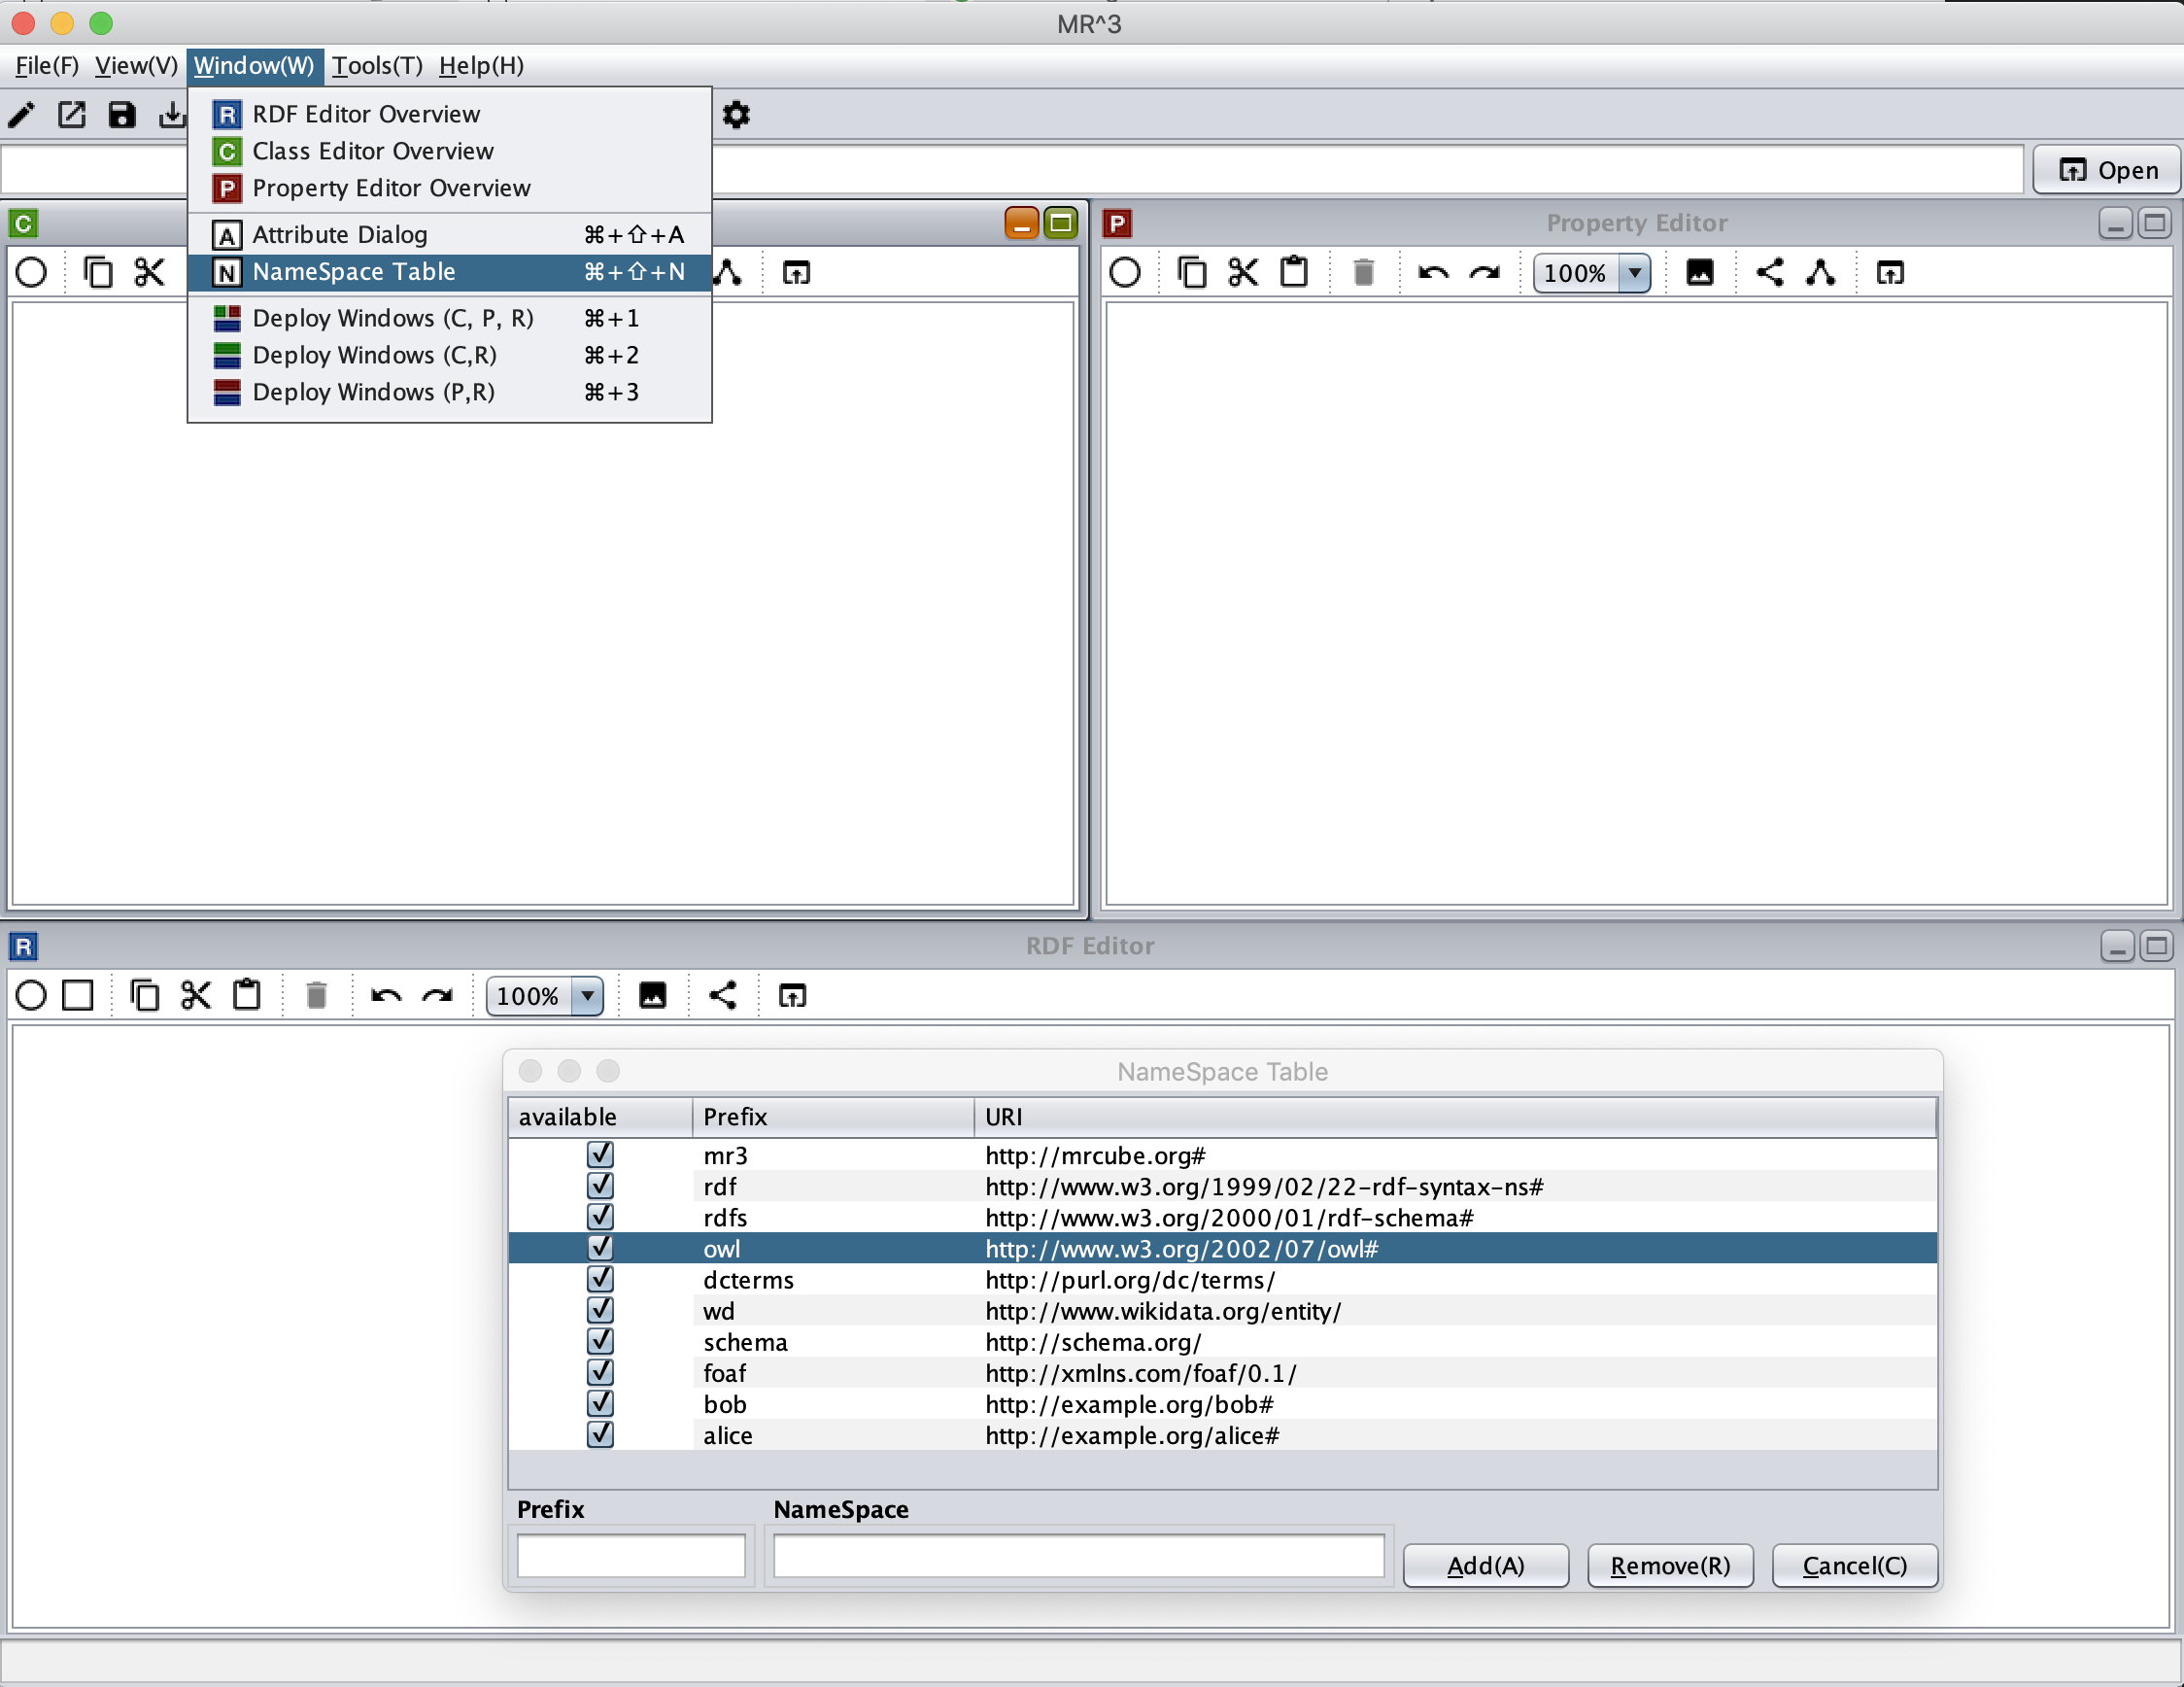 MR^3
File(F) View(V) Window(W) Tools(T) Help(H)
R RDF Editor Overview
C Class Editor Overview
P Property Editor Overview
A Attribute Dialog ⌘+⇧+A
N NameSpace Table ⌘+⇧+N
Deploy Windows (C, P, R) ⌘+1
Deploy Windows (C,R) ⌘+2
Deploy Windows (P,R) ⌘+3
Open
C
P Property Editor
100%
R RDF Editor
100%
NameSpace Table
available Prefix URI
mr3 http://mrcube.org#
rdf http://www.w3.org/1999/02/22-rdf-syntax-ns#
rdfs http://www.w3.org/2000/01/rdf-schema#
owl http://www.w3.org/2002/07/owl#
dcterms http://purl.org/dc/terms/
wd http://www.wikidata.org/entity/
schema http://schema.org/
foaf http://xmlns.com/foaf/0.1/
bob http://example.org/bob#
alice http://example.org/alice#
Prefix NameSpace
Add(A) Remove(R) Cancel(C)